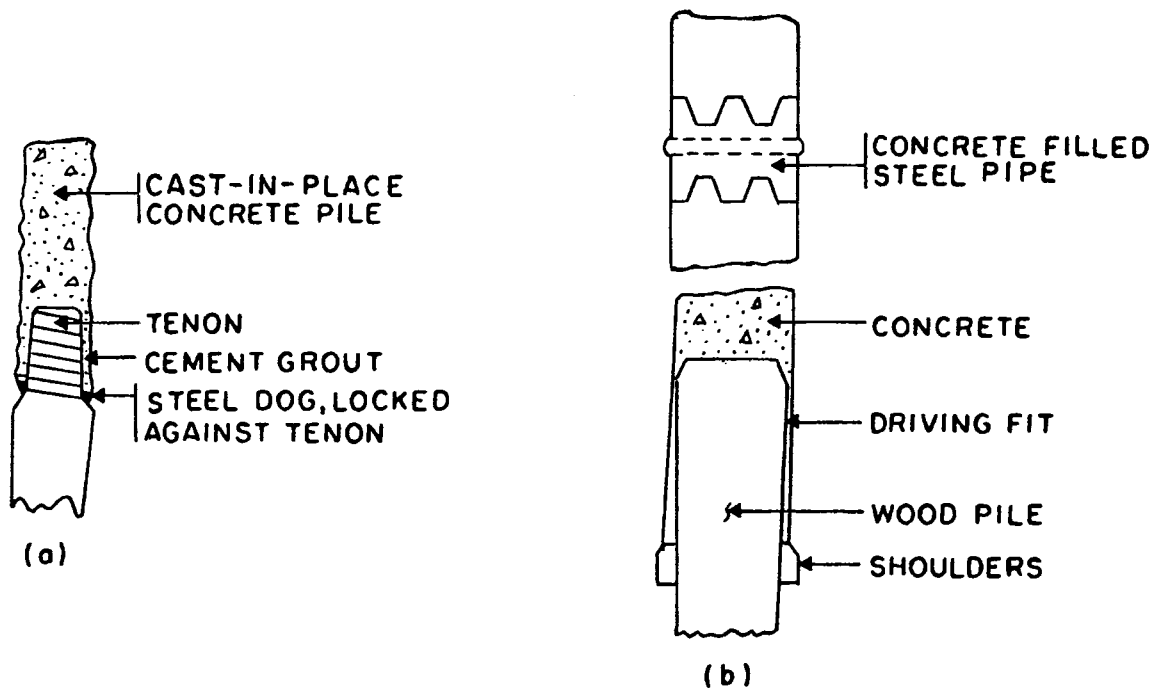 CAST-IN-PLACE
CONCRETE PILE
TENON
CEMENT GROUT
STEEL DOG, LOCKED
AGAINST TENON
(a)
CONCRETE FILLED
STEEL PIPE
CONCRETE
DRIVING FIT
WOOD PILE
SHOULDERS
(b)